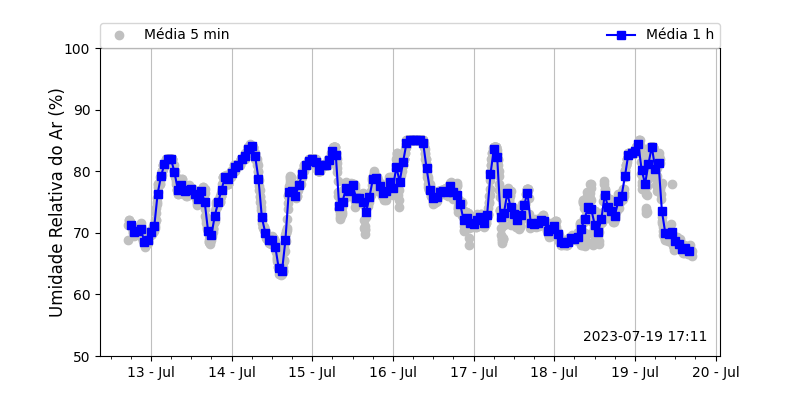 Média 5 min
Média 1 h
Umidade Relativa do Ar (%)
100
90
80
70
60
50
2023-07-19 17:11
13 - Jul
14 - Jul
15 - Jul
16 - Jul
17 - Jul
18 - Jul
19 - Jul
20 - Jul